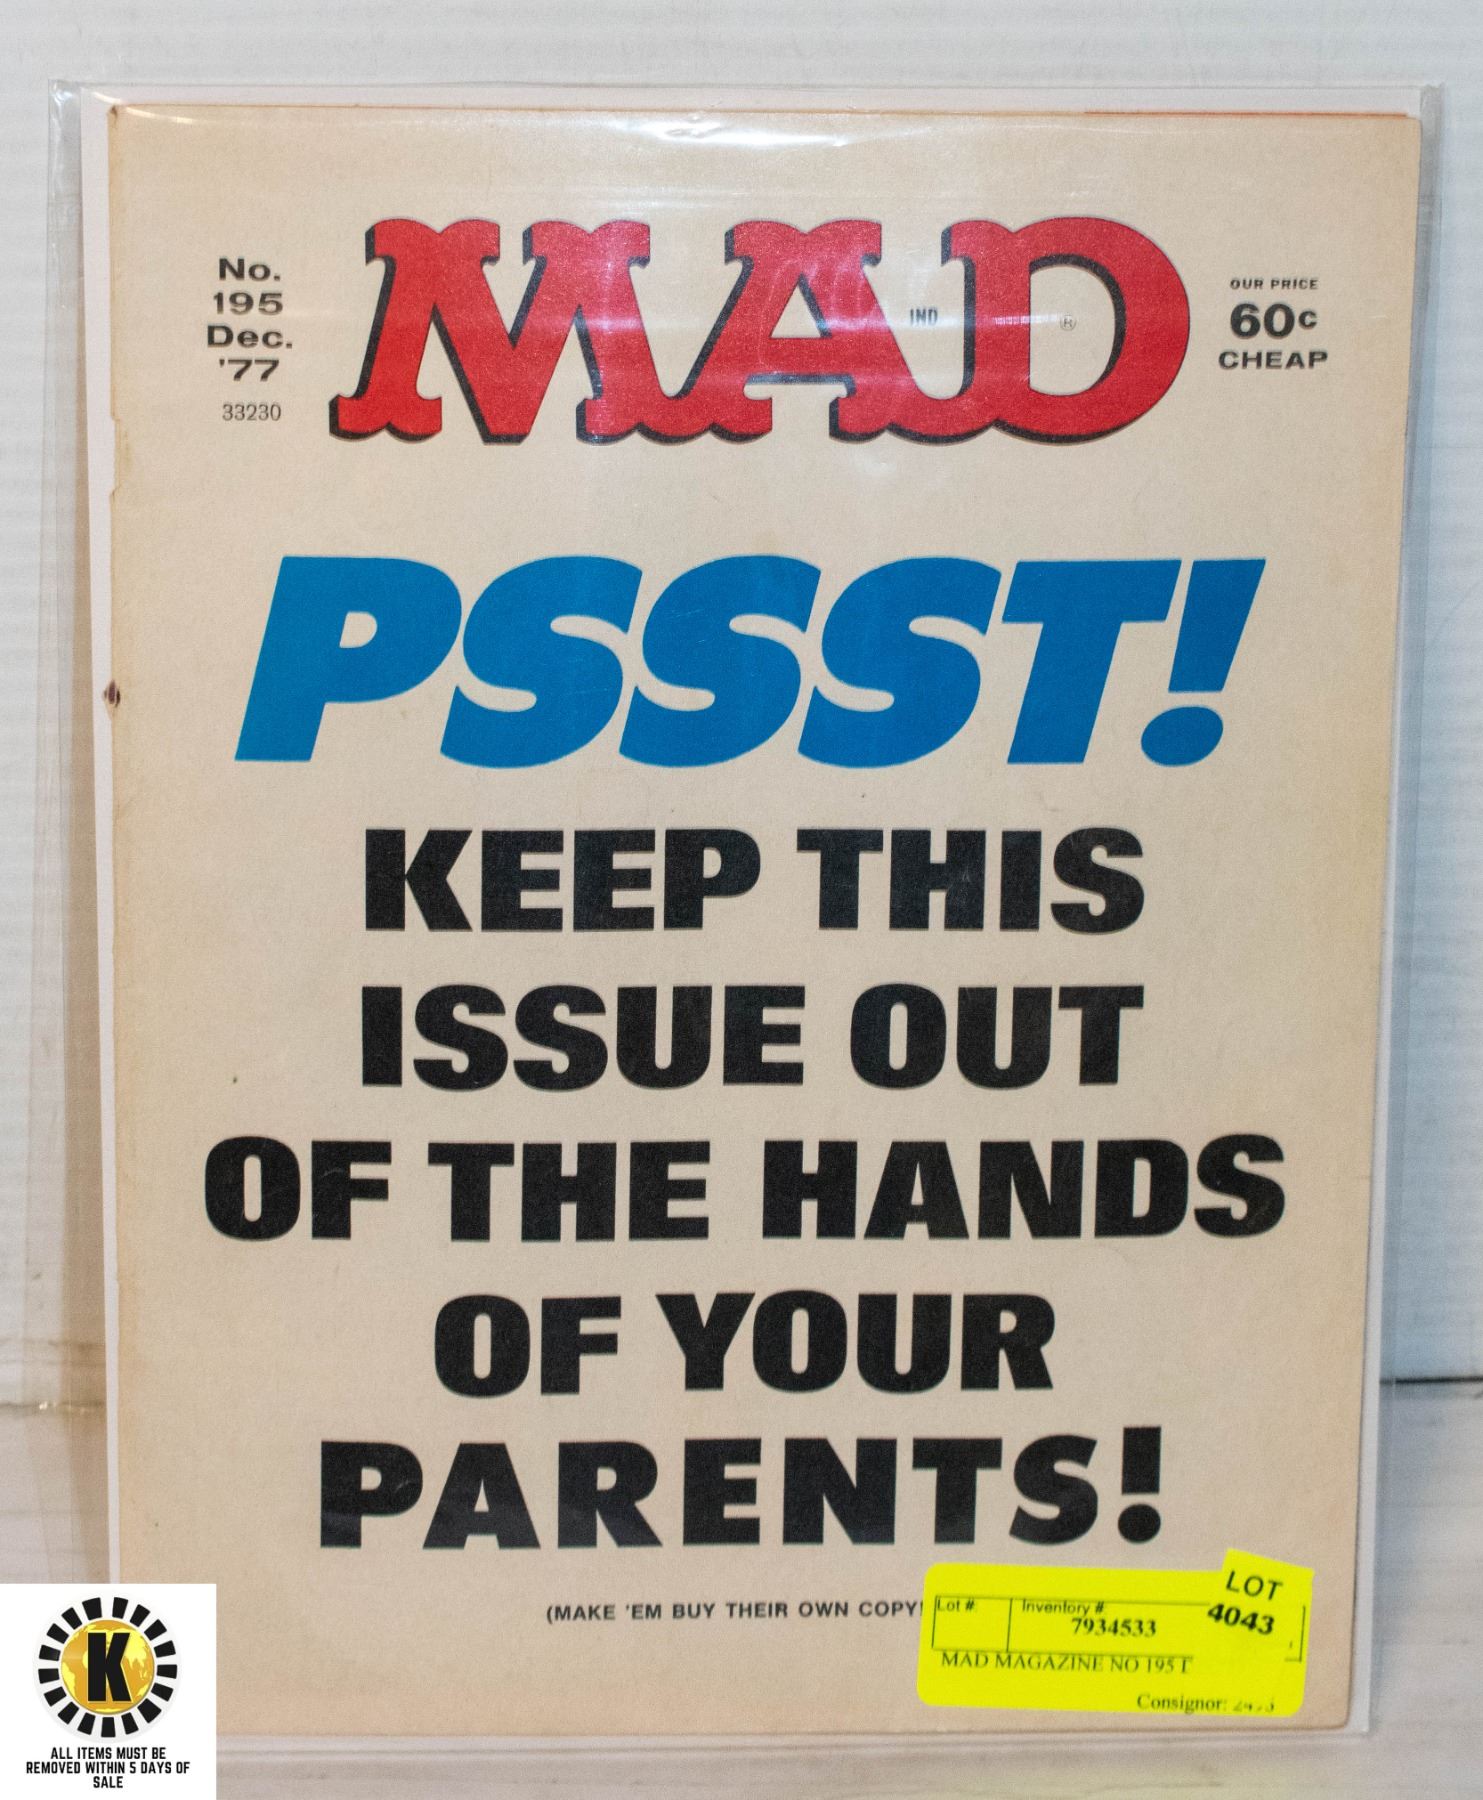 No.
195
Dec.
'77
33230
MAD
IND
®
OUR PRICE
60c
CHEAP
PSSST!
KEEP THIS
ISSUE OUT
OF THE HANDS
OF YOUR
PARENTS!
(MAKE 'EM BUY THEIR OWN COPY!
LOT
4043
Lot #:
Inventory #:
7934533
MAD MAGAZINE NO 195
Consignor:
K
ALL ITEMS MUST BE
REMOVED WITHIN 5 DAYS OF
SALE